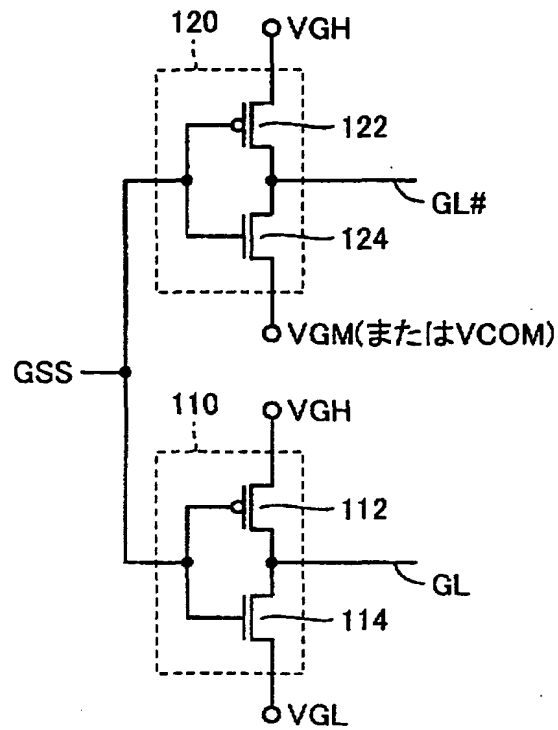 120
VGH
122
GL#
124
VGM(またはVCOM)
GSS
110
VGH
112
GL
114
VGL